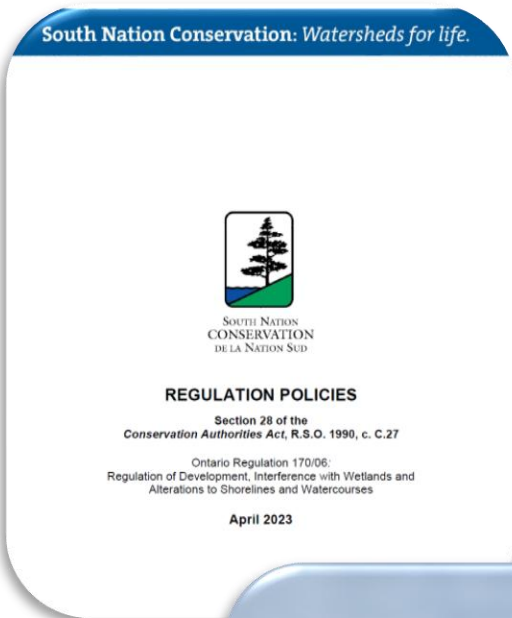 South Nation Conservation: Watersheds for life.
SOUTH NATION
CONSERVATION
DE LA NATION SUD
REGULATION POLICIES
Section 28 of the
Conservation Authorities Act, R.S.O. 1990, c. C.27
Ontario Regulation 170/06:
Regulation of Development, Interference with Wetlands and
Alterations to Shorelines and Watercourses
April 2023